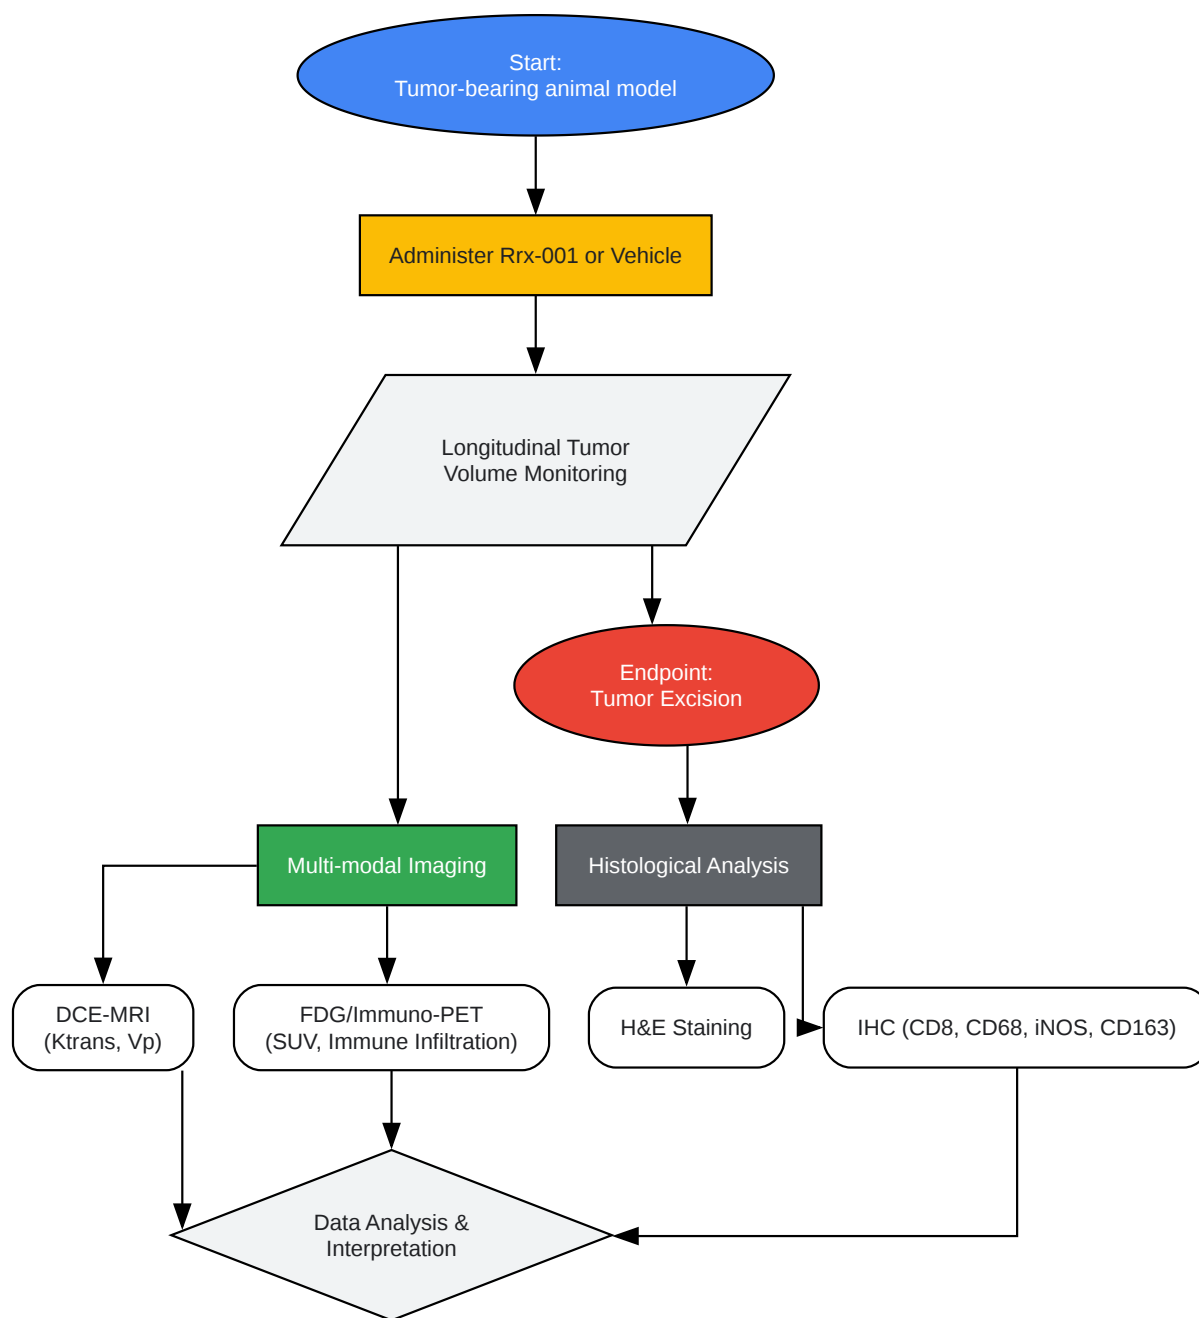 Start:
Tumor-bearing animal model
Administer Rrx-001 or Vehicle
Longitudinal Tumor
Volume Monitoring
Endpoint:
Tumor Excision
Multi-modal Imaging
Histological Analysis
DCE-MRI
(Ktrans, Vp)
FDG/Immuno-PET
(SUV, Immune Infiltration)
H&E Staining
IHC (CD8, CD68, iNOS, CD163)
Data Analysis &
Interpretation